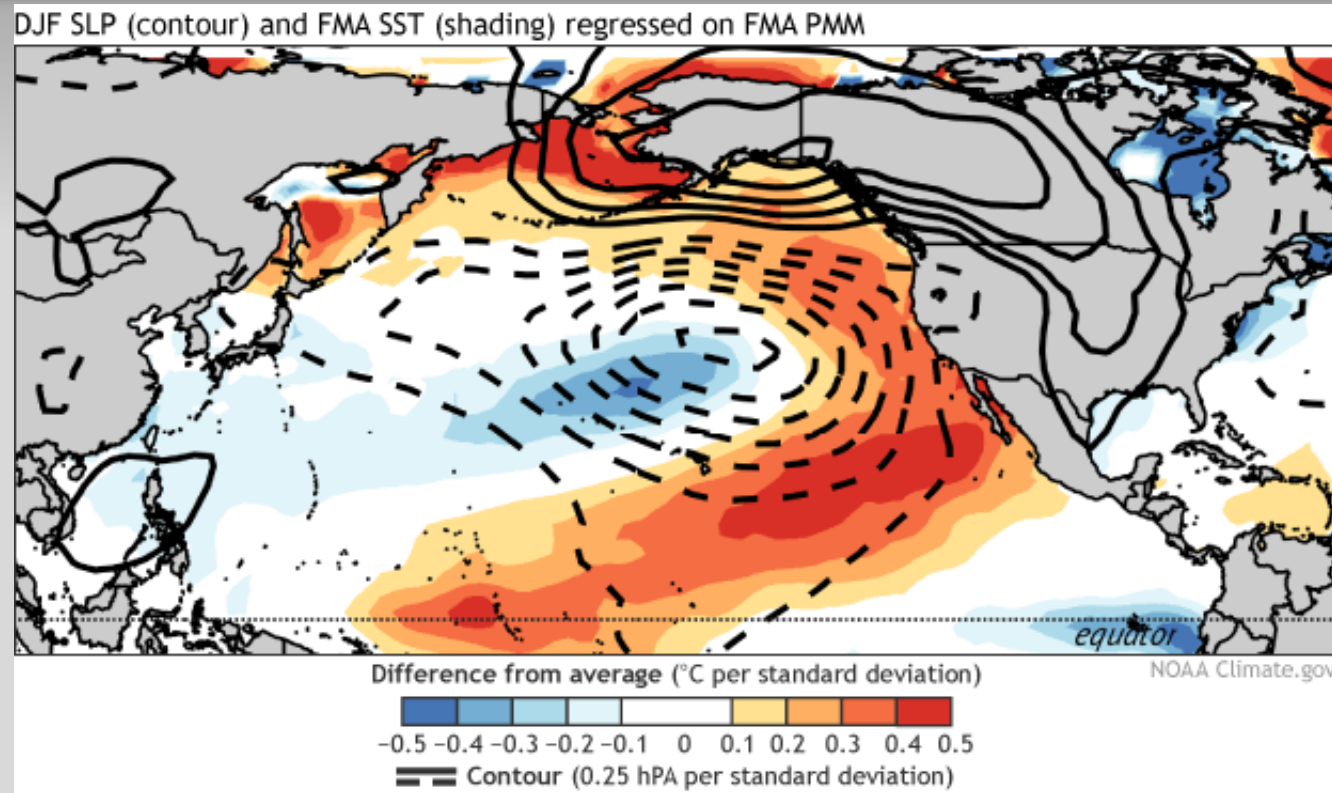 DJF SLP (contour) and FMA SST (shading) regressed on FMA PMM
equator
Difference from average (°C per standard deviation)
NOAA Climate.gov
−0.5 −0.4 −0.3 −0.2 −0.1 0 0.1 0.2 0.3 0.4 0.5
Contour (0.25 hPA per standard deviation)